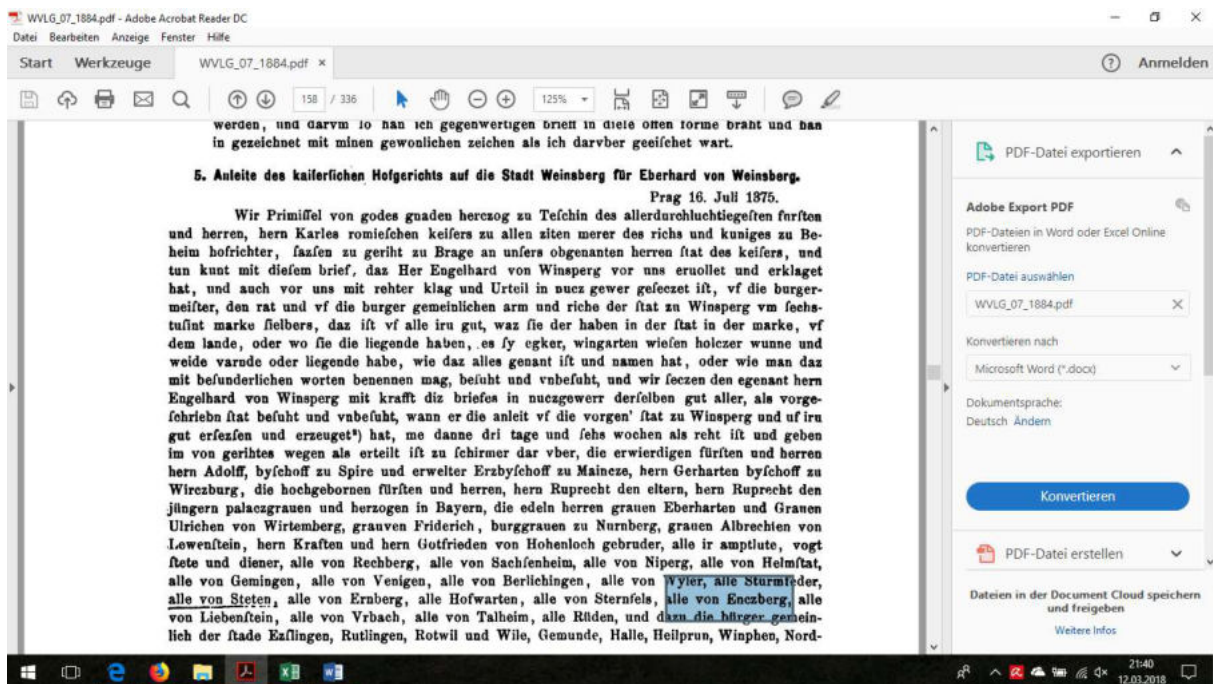 WVLG_07_1884.pdf - Adobe Acrobat Reader DC
Datei Bearbeiten Anzeige Fenster Hilfe
Start Werkzeuge WVLG_07_1884.pdf × Anmelden
158 / 336 125%
werden, und darvm ſo han ich gegenwertigen brieff in dieſe offen forme braht und han
in gezeichnet mit minen gewonlichen zeichen als ich darvber geeiſchet wart.
5. Anleite des kaiſerlichen Hofgerichts auf die Stadt Weinsberg für Eberhard von Weinsberg.
Prag 16. Juli 1375.
Wir Primiſſel von godes gnaden herczog zu Teſchin des allerdurchluchtiegeſten furſten
und herren, hern Karles romieſchen keiſers zu allen ziten merer des richs und kuniges zu Be-
heim hofrichter, ſazſen zu geriht zu Brage an unſers obgenanten herren ſtat des keiſers, und
tun kunt mit dieſem brief, daz Her Engelhard von Winsperg vor uns eruollet und erklaget
hat, und auch vor uns mit rehter klag und Urteil in nucz gewer geſeczet iſt, vf die burger-
meiſter, den rat und vf die burger gemeinlichen arm und riche der ſtat zu Winsperg vm ſechs-
tuſint marke ſielbers, daz iſt vf alle iru gut, waz ſie der haben in der ſtat in der marke, vf
dem lande, oder wo ſie die liegende haben, es ſy egker, wingarten wieſen holczer wunne und
weide varnde oder liegende habe, wie daz alles genant iſt und namen hat, oder wie man daz
mit beſunderlichen worten benennen mag, beſuht und vnbeſuht, und wir ſeczen den egenant hern
Engelhard von Winsperg mit krafft diz briefes in nuczgewerr derſelben gut aller, als vorge-
ſchriebn ſtat beſuht und vnbeſuht, wann er die anleit vf die vorgen' ſtat zu Winsperg und uf iru
gut erſezſen und erzeuget⁸) hat, me danne dri tage und ſehs wochen als reht iſt und geben
im von gerihtes wegen als erteilt iſt zu ſchirmer dar vber, die erwierdigen fürſten und herren
hern Adolff, byſchoff zu Spire und erwelter Erzbyſchoff zu Maincze, hern Gerharten byſchoff zu
Wirczburg, die hochgebornen fürſten und herren, hern Ruprecht den eltern, hern Ruprecht den
jüngern palaczgrauen und herzogen in Bayern, die edeln herren grauen Eberharten und Grauen
Ulrichen von Wirtemberg, grauven Friderich, burggrauen zu Nurnberg, grauen Albrechten von
Lewenſtein, hern Kraften und hern Gotfrieden von Hohenloch gebruder, alle ir amptlute, vogt
ſtete und diener, alle von Rechberg, alle von Sachſenheim, alle von Niperg, alle von Helmſtat,
alle von Gemingen, alle von Venigen, alle von Berlichingen, alle von Wyler, alle Sturmfeder,
alle von Steten, alle von Ernberg, alle Hofwarten, alle von Sternfels, alle von Enczberg, alle
von Liebenſtein, alle von Vrbach, alle von Talheim, alle Rüden, und dazu die bürger gemein-
lich der ſtade Ezſlingen, Rutlingen, Rotwil und Wile, Gemunde, Halle, Heilprun, Winphen, Nord-
PDF-Datei exportieren
Adobe Export PDF
PDF-Dateien in Word oder Excel Online
konvertieren
PDF-Datei auswählen
WVLG_07_1884.pdf ×
Konvertieren nach
Microsoft Word (*.docx)
Dokumentsprache:
Deutsch Ändern
Konvertieren
PDF-Datei erstellen
Dateien in der Document Cloud speichern
und freigeben
Weitere Infos
21:40
12.03.2018